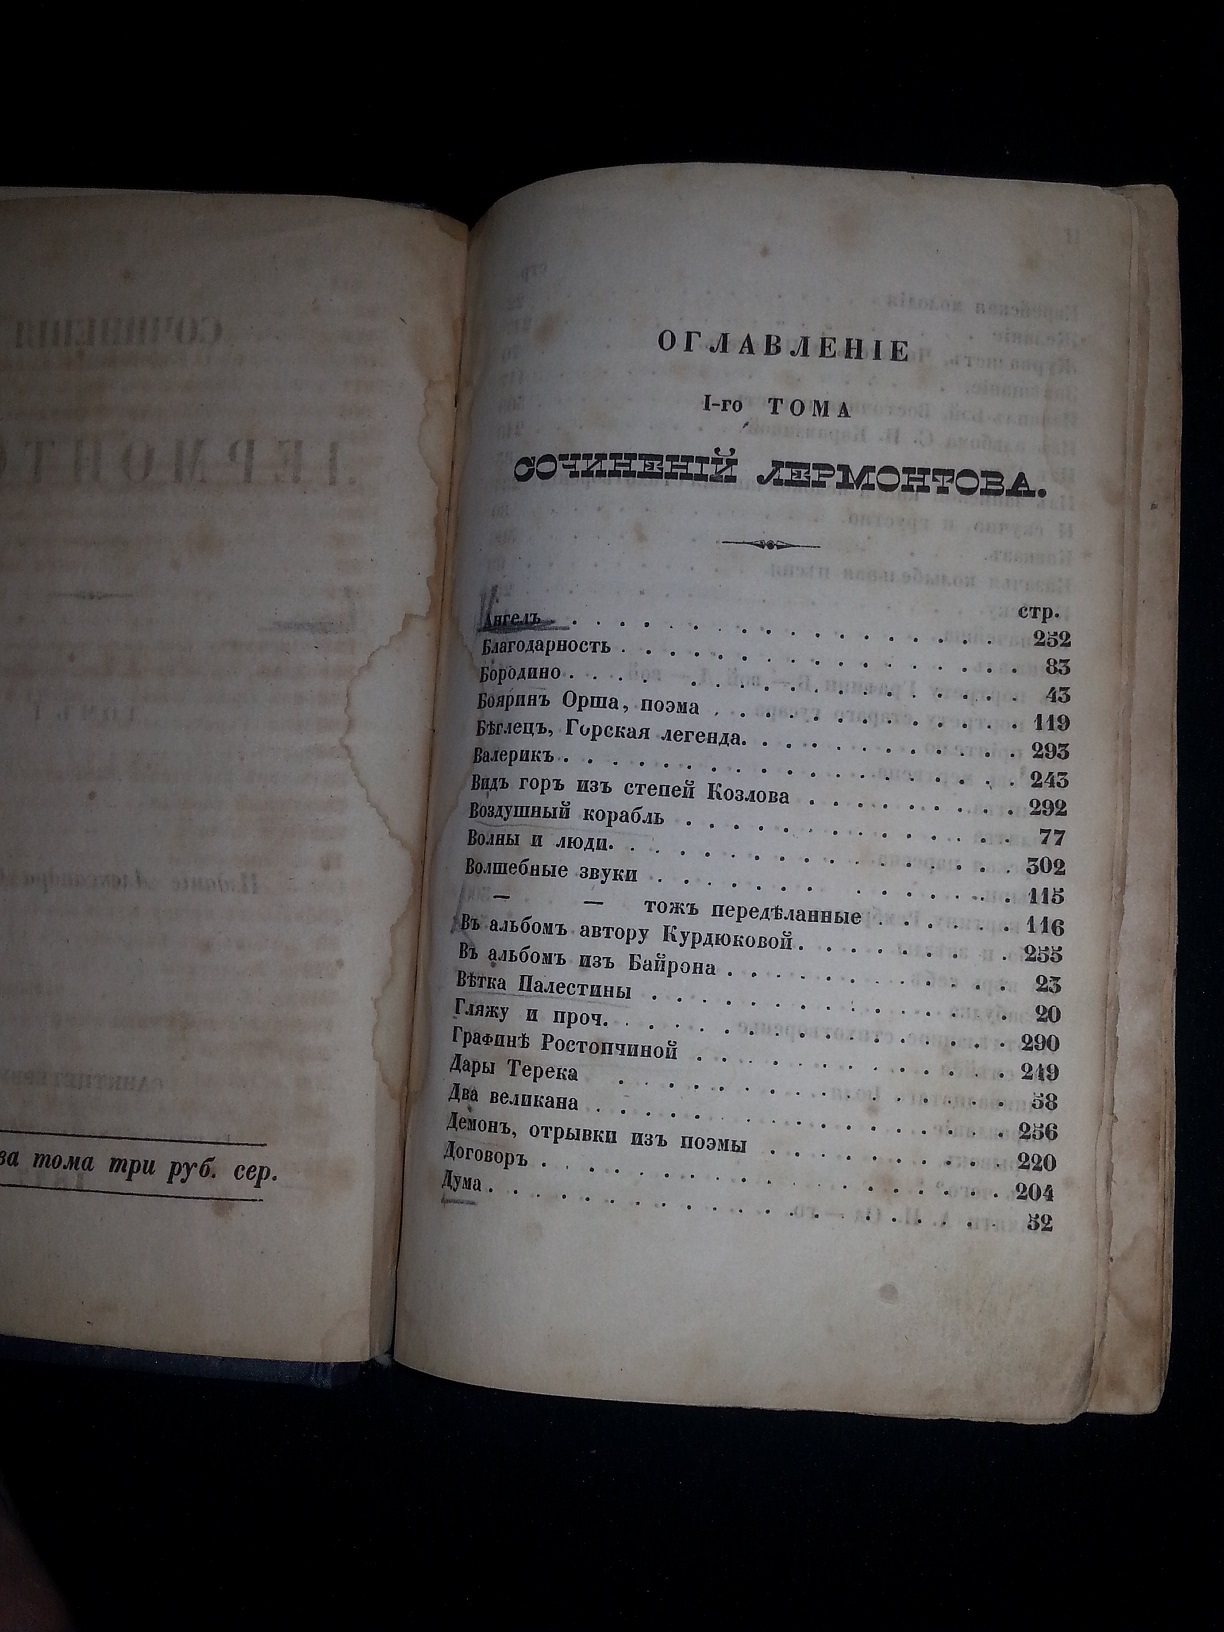 ва тома три руб. сер.
ОГЛАВЛЕНІЕ
I-го ТОМА
СОЧИНЕНІЙ ЛЕРМОНТОВА.
стр.
Ангелъ . . . . . . . . . . . . . . . . 252
Благодарность . . . . . . . . . . . . . . 83
Бородино . . . . . . . . . . . . . . . 43
Бояринъ Орша, поэма . . . . . . . . . . 119
Бѣглецъ, Горская легенда. . . . . . . . . . 293
Валерикъ . . . . . . . . . . . . . . . 243
Видъ горъ изъ степей Козлова . . . . . . . . 292
Воздушный корабль . . . . . . . . . . . 77
Волны и люди. . . . . . . . . . . . . . 302
Волшебные звуки . . . . . . . . . . . . 115
— — тожъ передѣланные . . . . . . 116
Въ альбомъ автору Курдюковой . . . . . . . 255
Въ альбомъ изъ Байрона . . . . . . . . . . 23
Вѣтка Палестины . . . . . . . . . . . . 20
Гляжу и проч. . . . . . . . . . . . . . 290
Графинѣ Ростопчиной . . . . . . . . . . . 249
Дары Терека . . . . . . . . . . . . . 58
Два великана . . . . . . . . . . . . . . 256
Демонъ, отрывки изъ поэмы . . . . . . . . 220
Договоръ . . . . . . . . . . . . . . . 204
Дума . . . . . . . . . . . . . . . . . 52